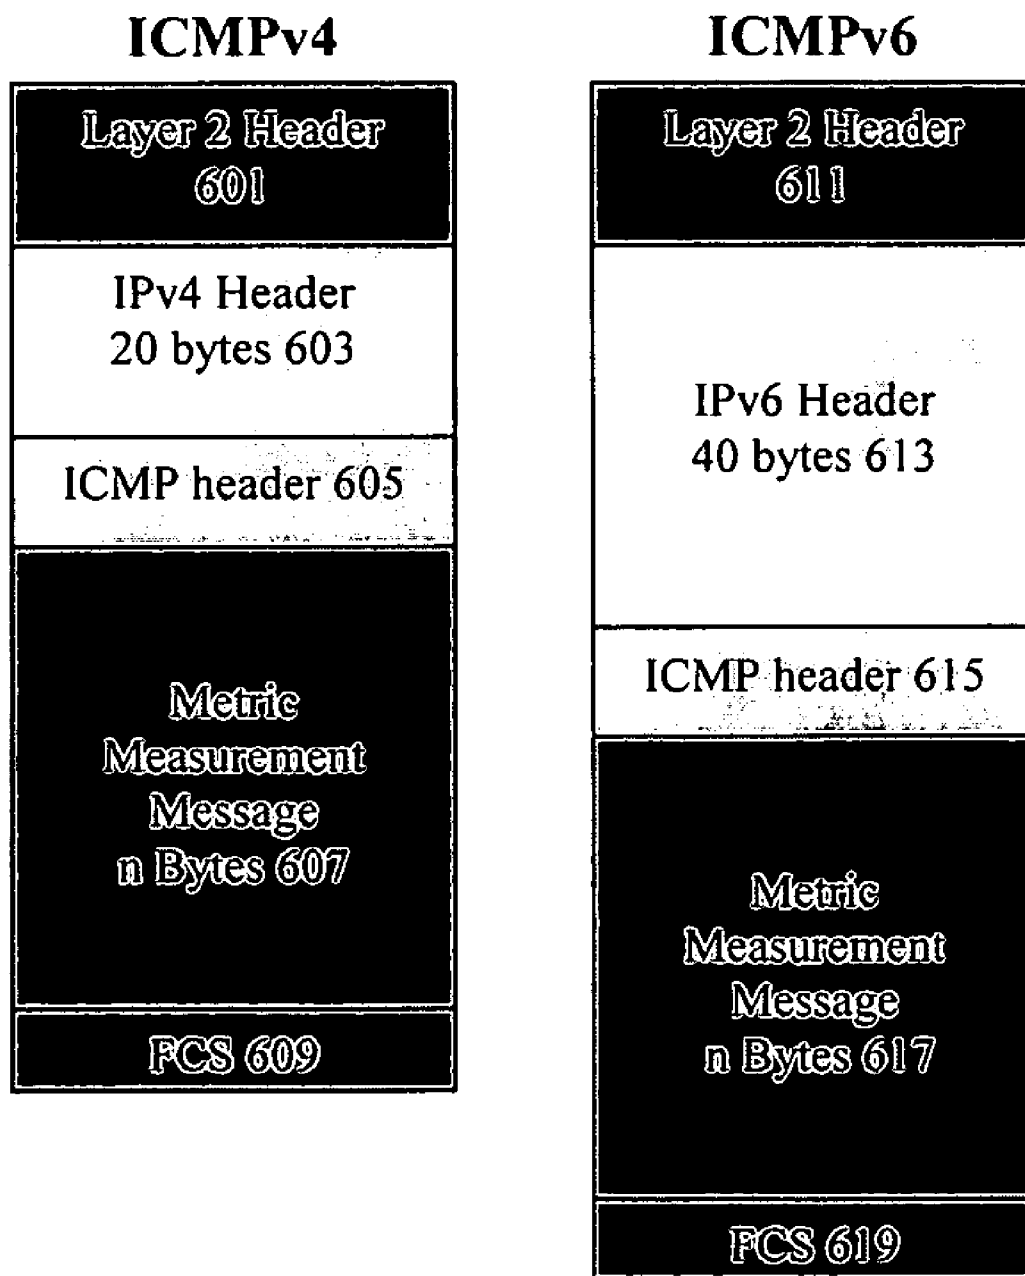 ICMPv4
Layer 2 Header
601
IPv4 Header
20 bytes 603
ICMP header 605
Metric
Measurement
Message
n Bytes 607
FCS 609
ICMPv6
Layer 2 Header
611
IPv6 Header
40 bytes 613
ICMP header 615
Metric
Measurement
Message
n Bytes 617
FCS 619